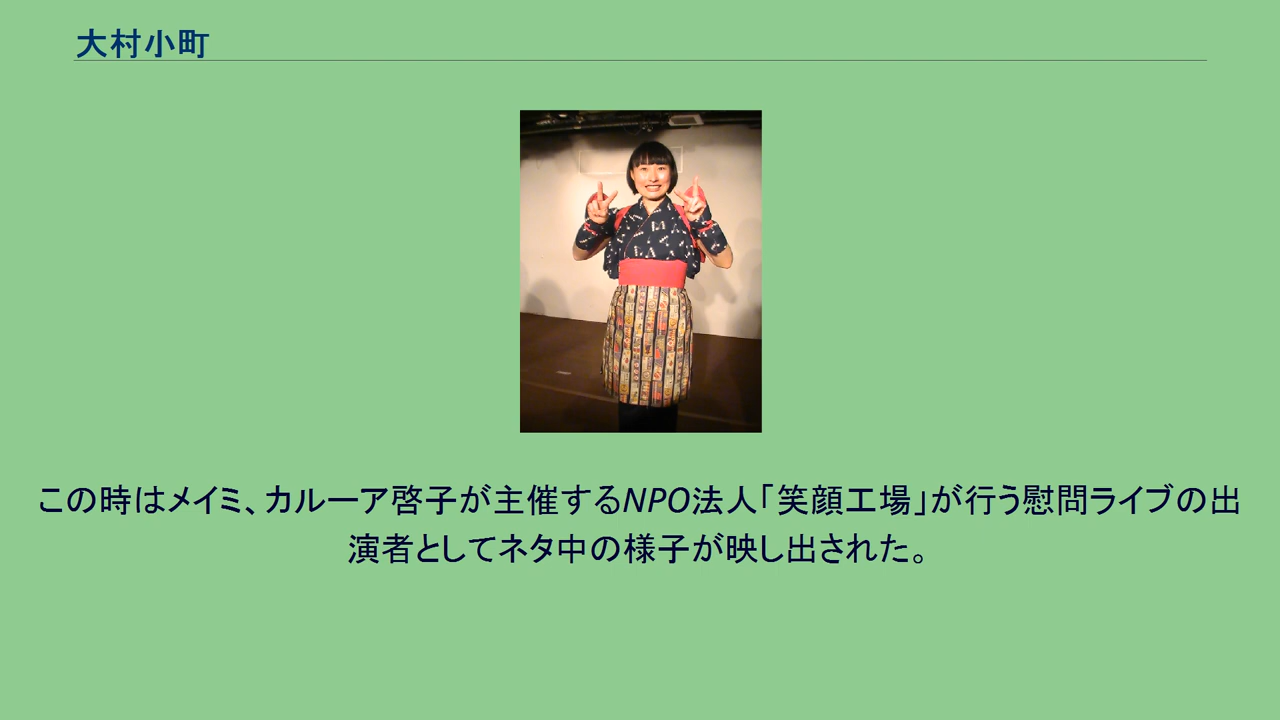 大村小町
この時はメイミ、カルーア啓子が主催するNPO法人「笑顔工場」が行う慰問ライブの出
演者としてネタ中の様子が映し出された。